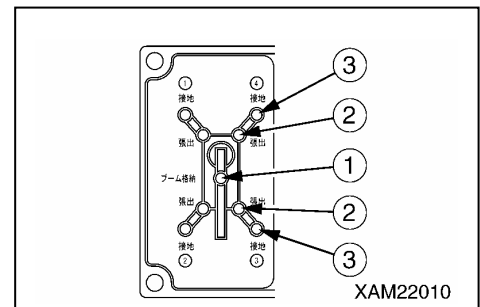 ① ④ ③
接地 接地
② 
張出 張出
ブーム格納 ①
張出 張出 ②
接地 接地
② ③ ③
XAM22010